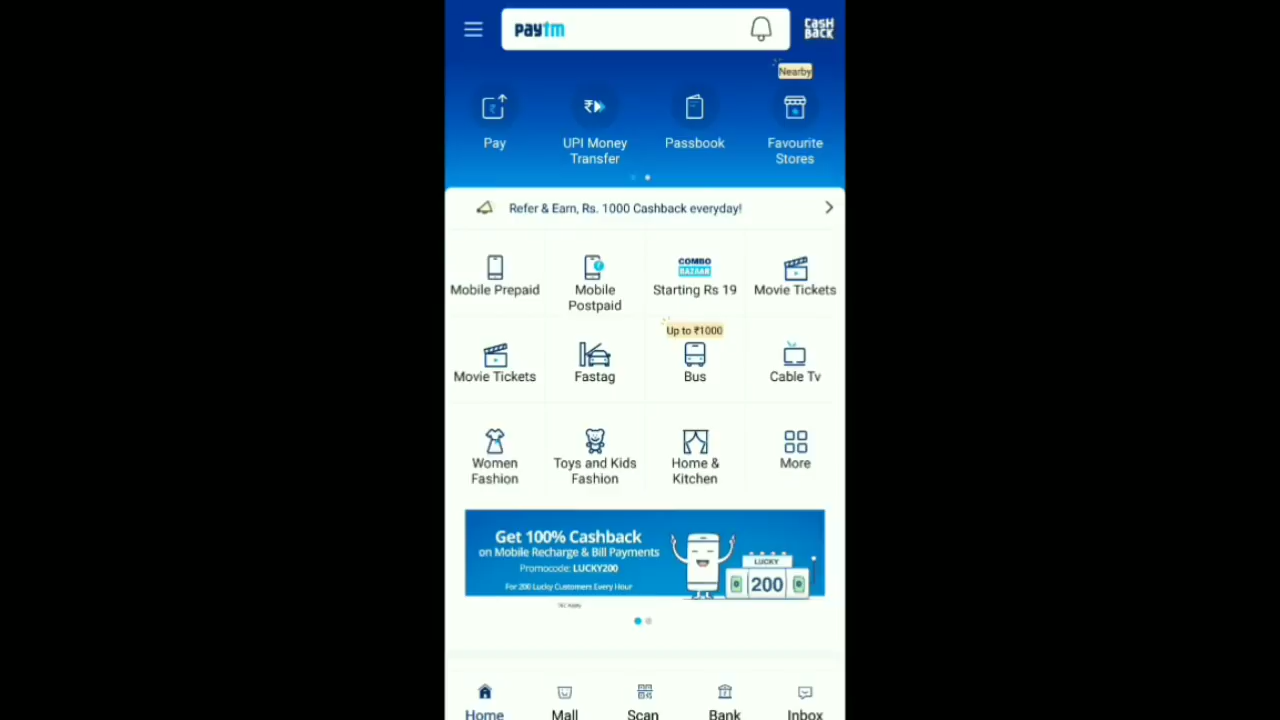 paytm
CASH
BACK
Nearby
Pay
UPI Money
Transfer
Passbook
Favourite
Stores
Refer & Earn, Rs. 1000 Cashback everyday!
Mobile Prepaid
Mobile
Postpaid
COMBO
BAZAAR
Starting Rs 19
Movie Tickets
Movie Tickets
Fastag
Up to ₹1000
Bus
Cable Tv
Women
Fashion
Toys and Kids
Fashion
Home &
Kitchen
More
Get 100% Cashback
on Mobile Recharge & Bill Payments
Promocode: LUCKY200
For 200 Lucky Customers Every Hour
LUCKY
200
Home
Mall
Scan
Bank
Inbox